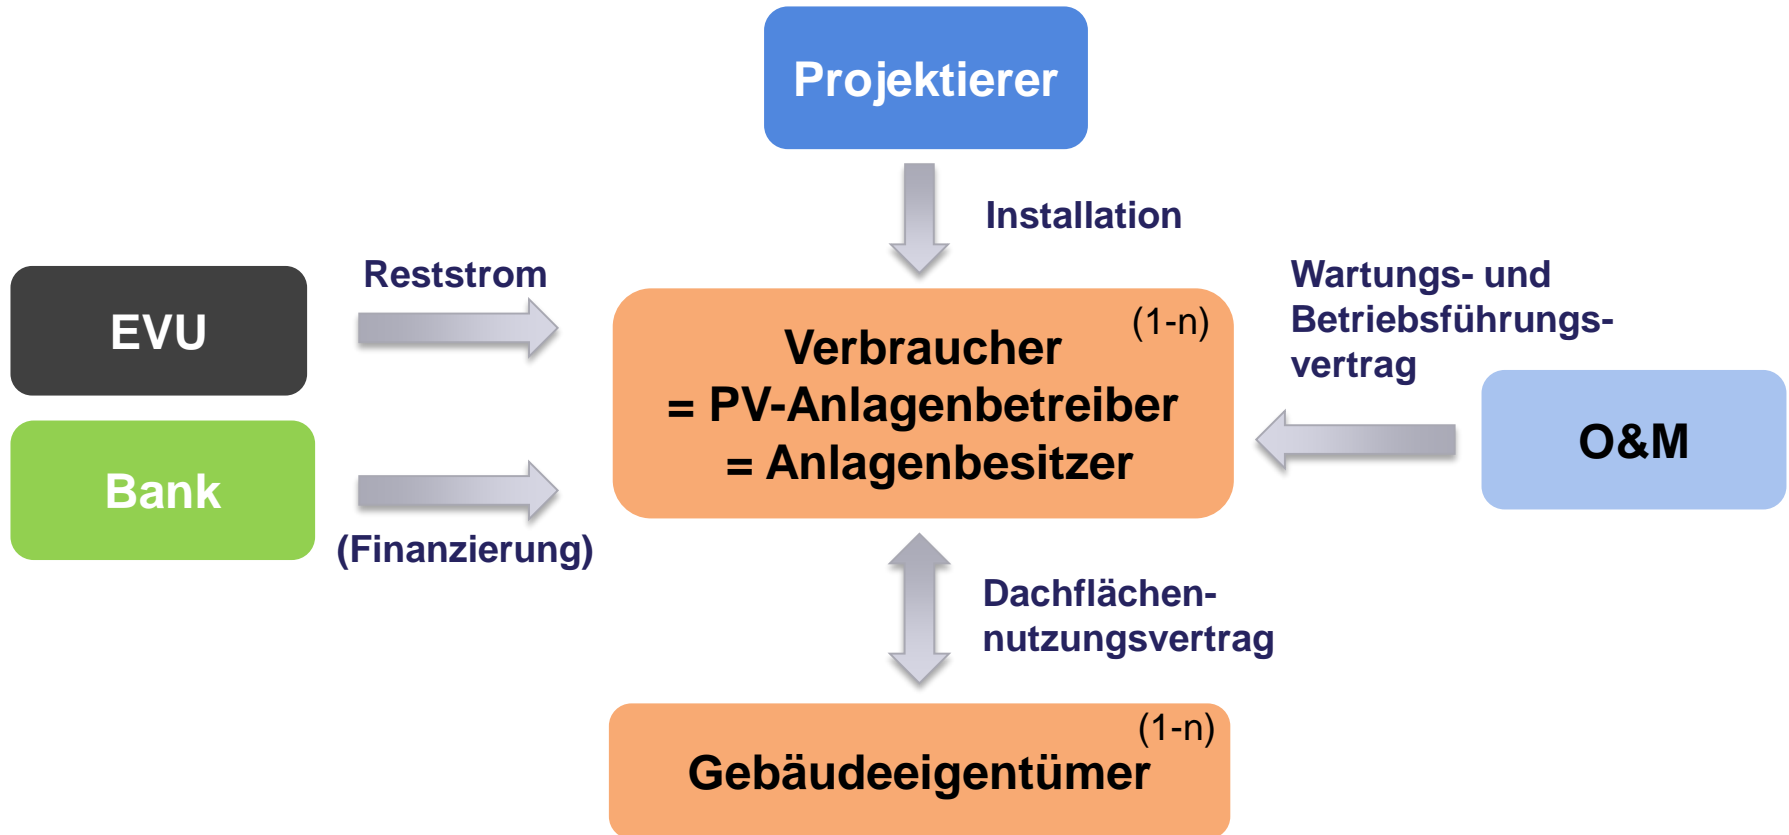 Projektierer
Installation
EVU
Reststrom
Bank
(Finanzierung)
(1-n)
Verbraucher
= PV-Anlagenbetreiber
= Anlagenbesitzer
Wartungs- und
Betriebsführungs-
vertrag
O&M
Dachflächen-
nutzungsvertrag
(1-n)
Gebäudeeigentümer